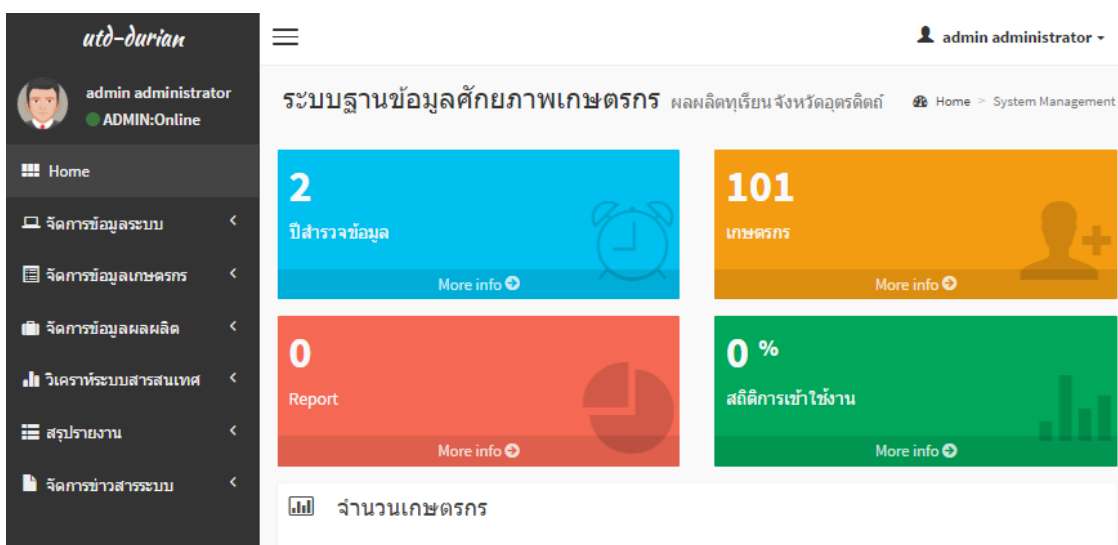 utd-durian
admin administrator
admin administrator
ADMIN:Online
ระบบฐานข้อมูลศักยภาพเกษตรกร ผลผลิตทุเรียน จังหวัดอุตรดิตถ์
Home > System Management
Home
จัดการข้อมูลระบบ
จัดการข้อมูลเกษตรกร
จัดการข้อมูลผลผลิต
วิเคราท์ระบบสารสนเทศ
สรุปรายงาน
จัดการข่าวสารระบบ
2
ปีสำรวจข้อมูล
More info
101
เกษตรกร
More info
0
Report
More info
0 %
สถิติการเข้าใช้งาน
More info
จำนวนเกษตรกร